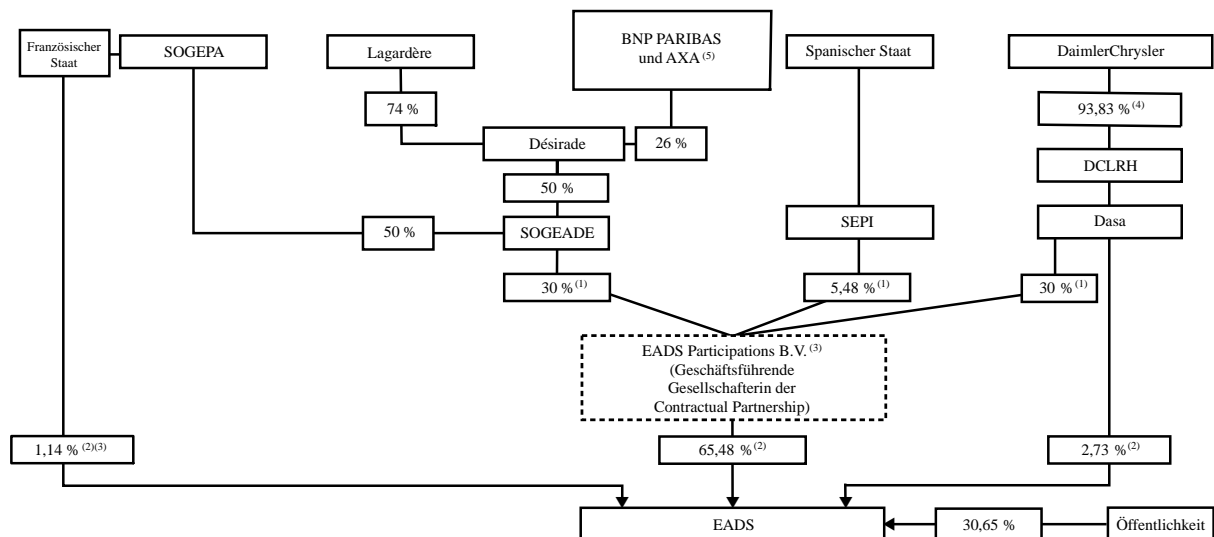 BNP PARIBAS
und AXA (5)
Französischer
Staat
SOGEPA
Lagardère
Spanischer Staat
DaimlerChrysler
74 %
93,83 % (4)
Désirade
26 %
DCLRH
50 %
SEPI
Dasa
50 %
SOGEADE
30 % (1)
5,48 % (1)
30 % (1)
EADS Participations B.V. (3)
(Geschäftsführende
Gesellschafterin der
Contractual Partnership)
1,14 % (2)(3)
65,48 % (2)
2,73 % (2)
EADS
30,65 %
Öffentlichkeit